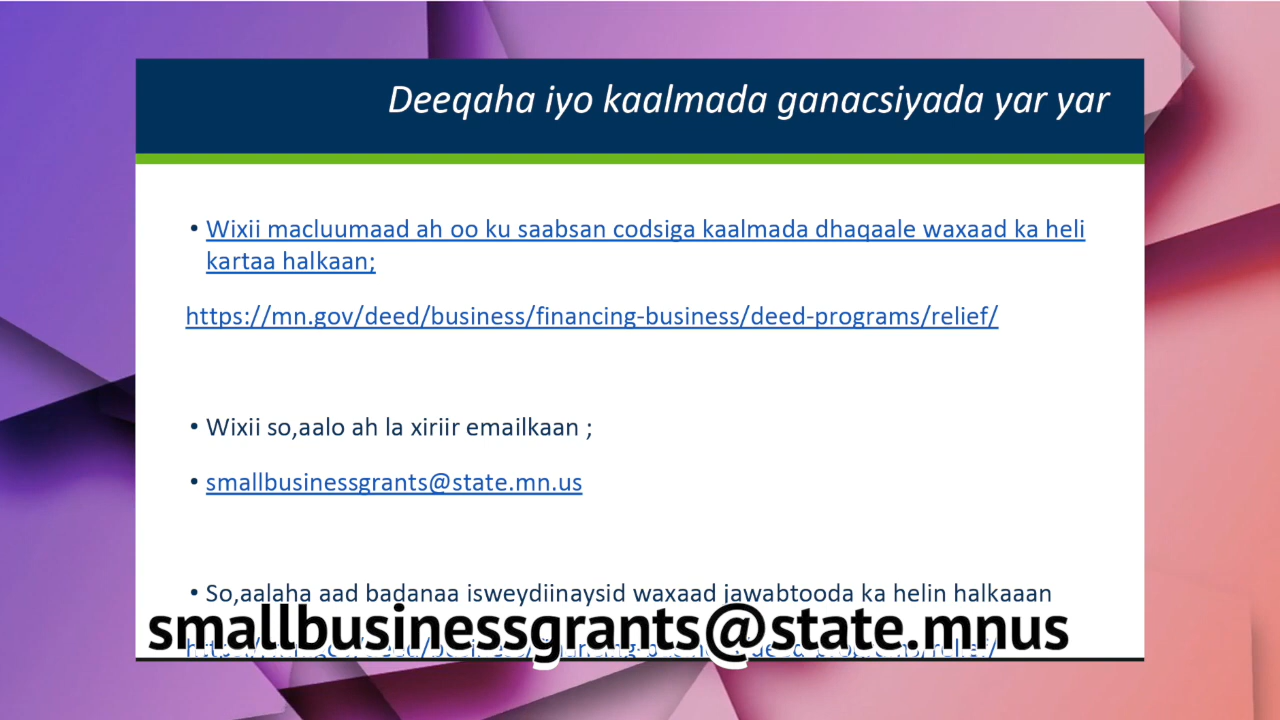 Deeqaha iyo kaalmada ganacsiyada yar yar
• Wixii macluumaad ah oo ku saabsan codsiga kaalmada dhaqaale waxaad ka heli
kartaa halkaan;
https://mn.gov/deed/business/financing-business/deed-programs/relief/
• Wixii so,aalo ah la xiriir emailkaan ;
• smallbusinessgrants@state.mn.us
• So,aalaha aad badanaa isweydiinaysid waxaad jawabtooda ka helin halkaaan
smallbusinessgrants@state.mnus